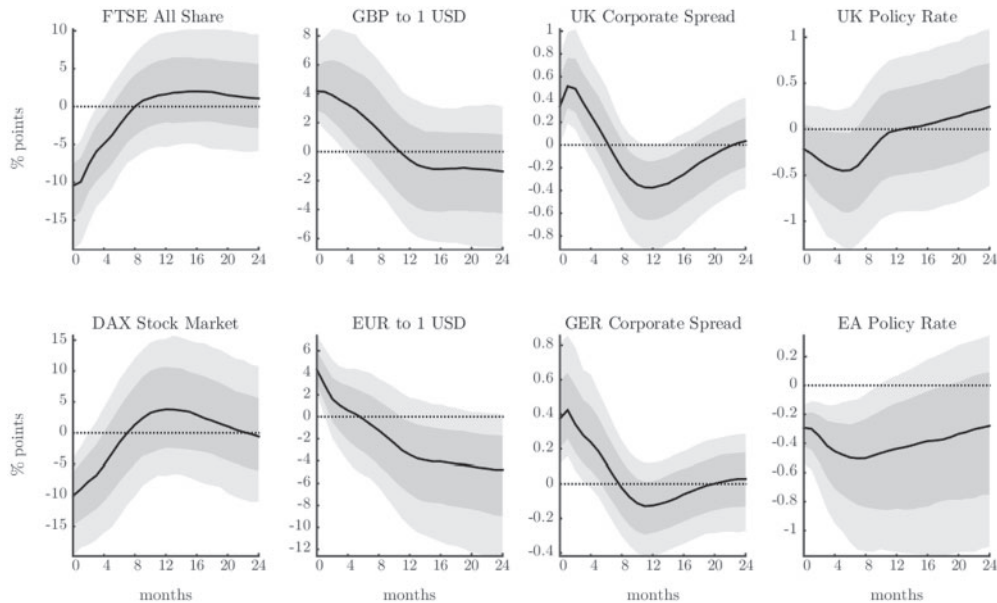 FTSE All Share
GBP to 1 USD
UK Corporate Spread
UK Policy Rate
% points
10
5
0
-5
-10
-15
0 4 8 12 16 20 24
8
6
4
2
0
-2
-4
-6
0 4 8 12 16 20 24
1
0.8
0.6
0.4
0.2
0
-0.2
-0.4
-0.6
-0.8
0 4 8 12 16 20 24
1
0.5
0
-0.5
-1
0 4 8 12 16 20 24
DAX Stock Market
EUR to 1 USD
GER Corporate Spread
EA Policy Rate
% points
15
10
5
0
-5
-10
-15
0 4 8 12 16 20 24
months
6
4
2
0
-2
-4
-6
-8
-10
-12
0 4 8 12 16 20 24
months
0.8
0.6
0.4
0.2
0
-0.2
-0.4
0 4 8 12 16 20 24
months
0.2
0
-0.2
-0.4
-0.6
-0.8
-1
0 4 8 12 16 20 24
months